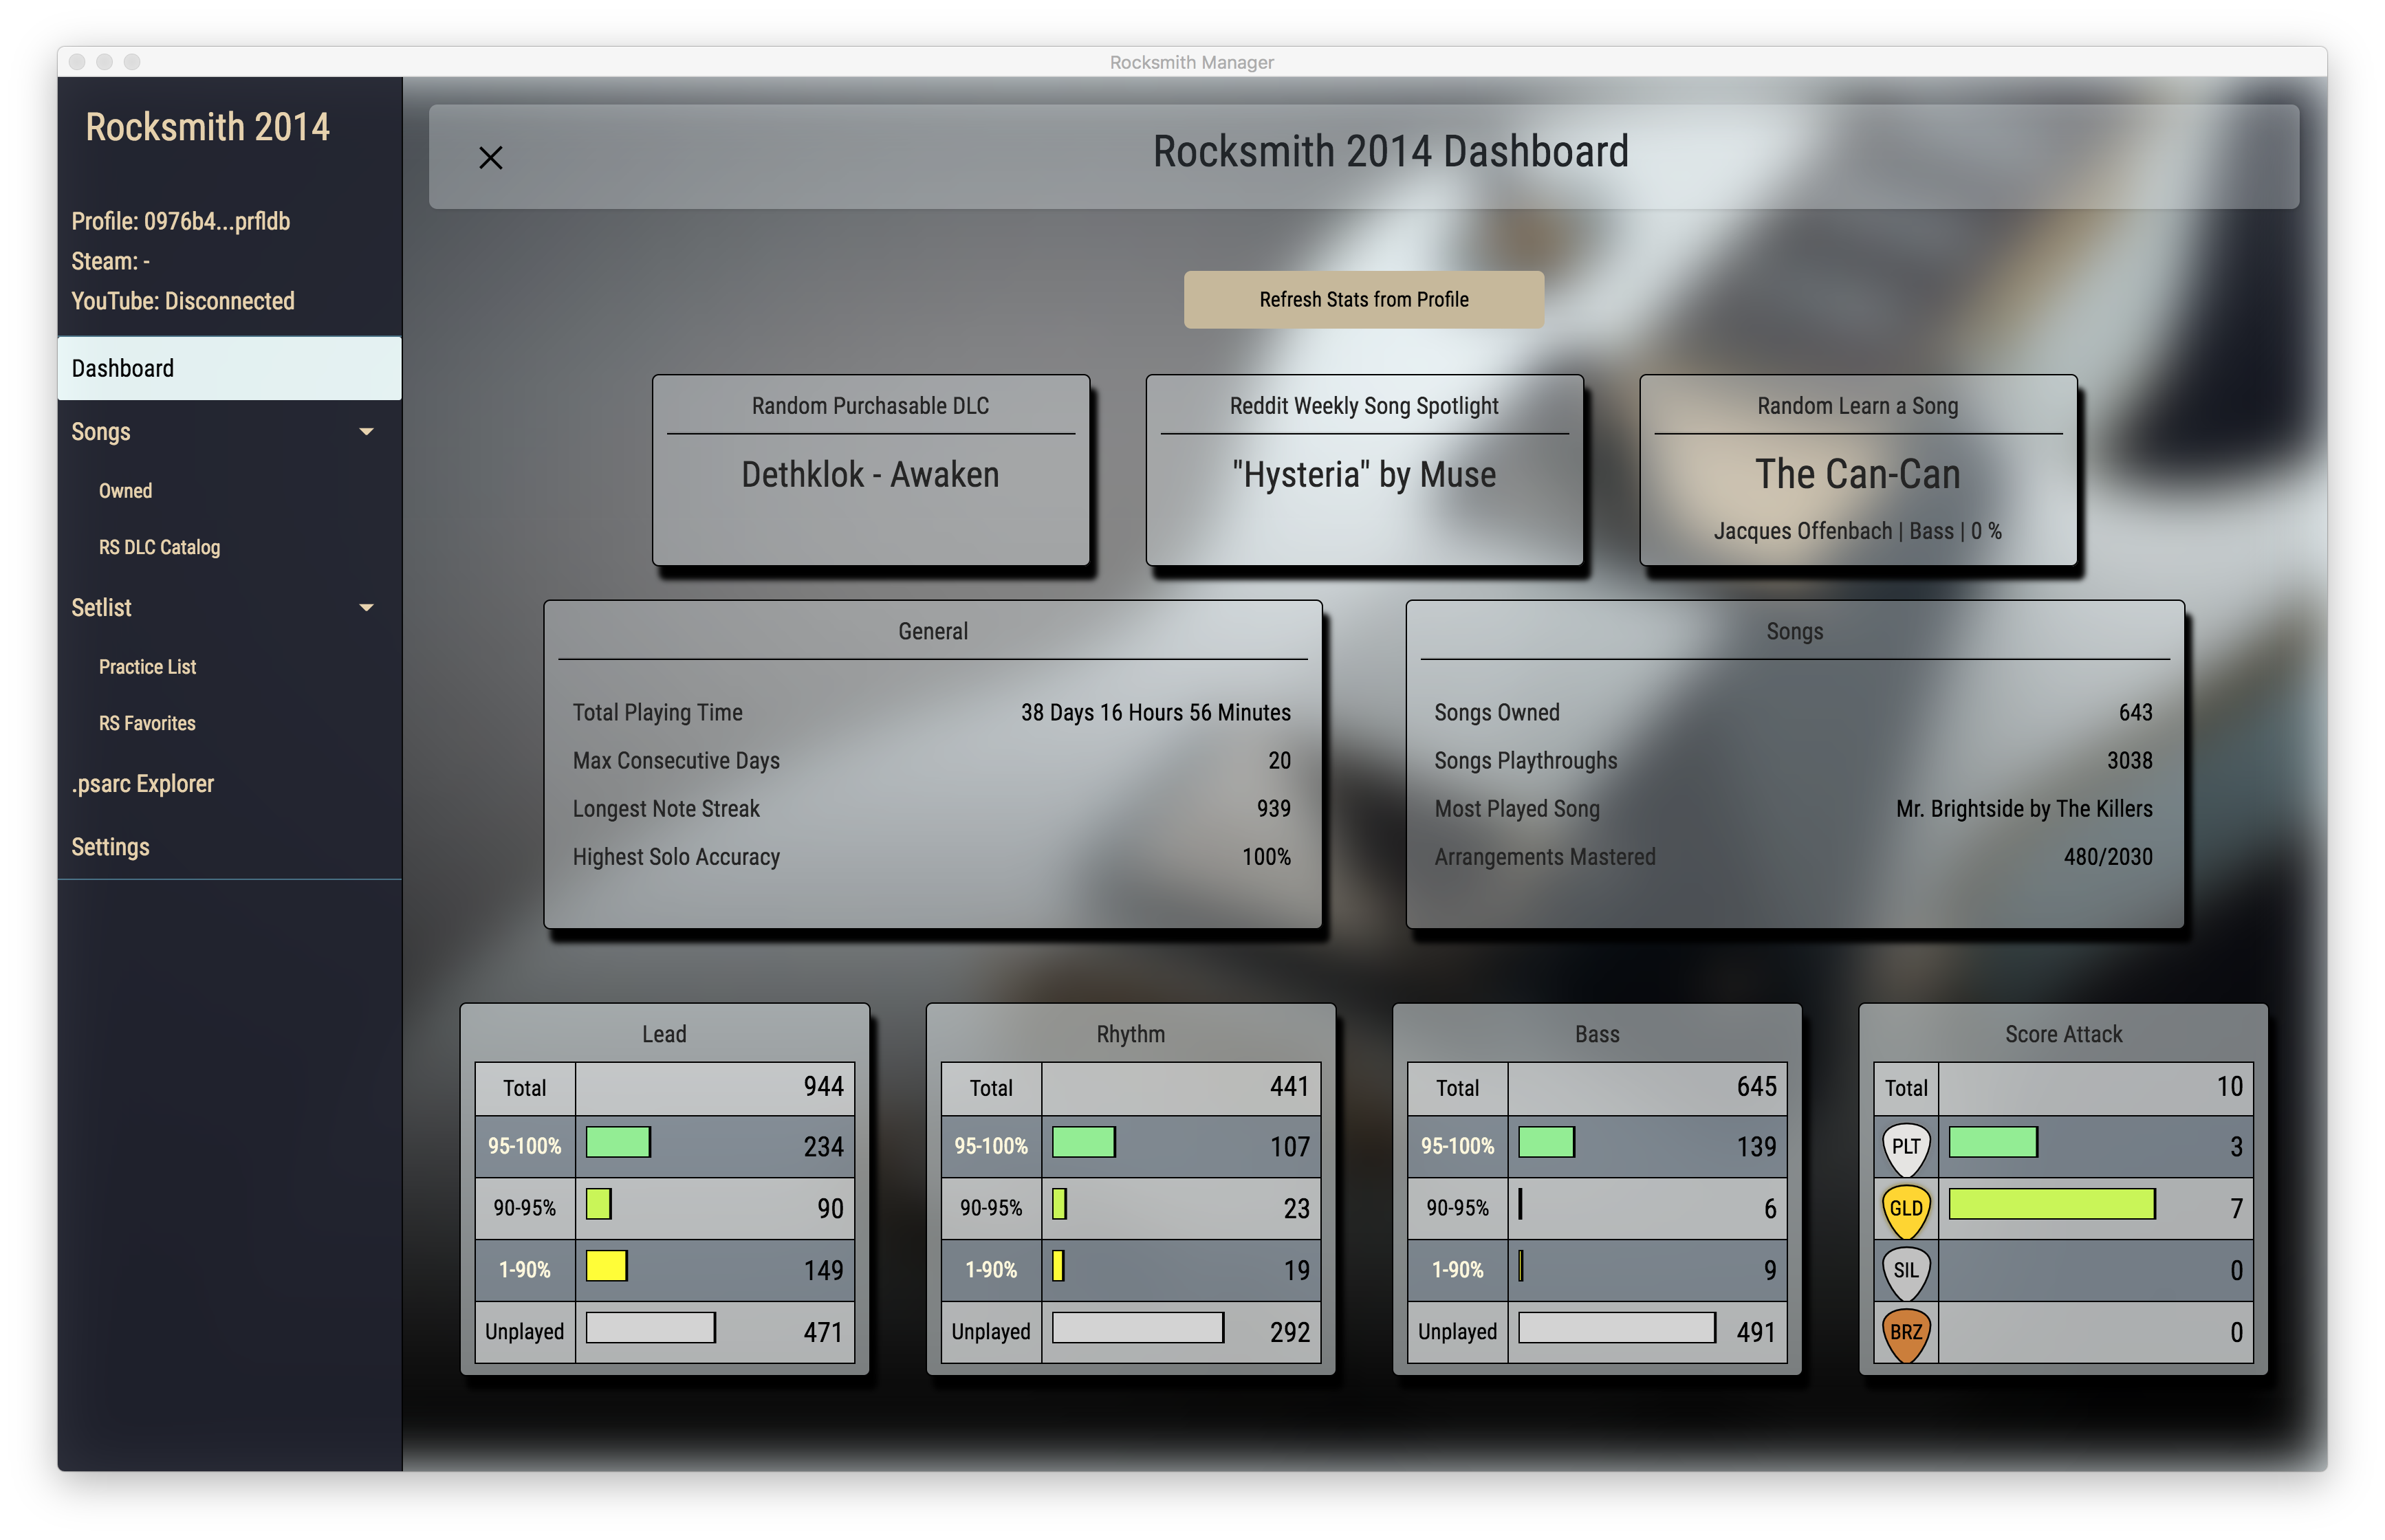 Rocksmith Manager
Rocksmith 2014
Profile: 0976b4...prfldb
Steam: -
YouTube: Disconnected
Dashboard
Songs
Owned
RS DLC Catalog
Setlist
Practice List
RS Favorites
.psarc Explorer
Settings
Rocksmith 2014 Dashboard
Refresh Stats from Profile
Random Purchasable DLC
Dethklok - Awaken
Reddit Weekly Song Spotlight
"Hysteria" by Muse
Random Learn a Song
The Can-Can
Jacques Offenbach | Bass | 0 %
General
Total Playing Time 38 Days 16 Hours 56 Minutes
Max Consecutive Days 20
Longest Note Streak 939
Highest Solo Accuracy 100%
Songs
Songs Owned 643
Songs Playthroughs 3038
Most Played Song Mr. Brightside by The Killers
Arrangements Mastered 480/2030
Lead
Total 944
95-100% 234
90-95% 90
1-90% 149
Unplayed 471
Rhythm
Total 441
95-100% 107
90-95% 23
1-90% 19
Unplayed 292
Bass
Total 645
95-100% 139
90-95% 6
1-90% 9
Unplayed 491
Score Attack
Total 10
PLT 3
GLD 7
SIL 0
BRZ 0